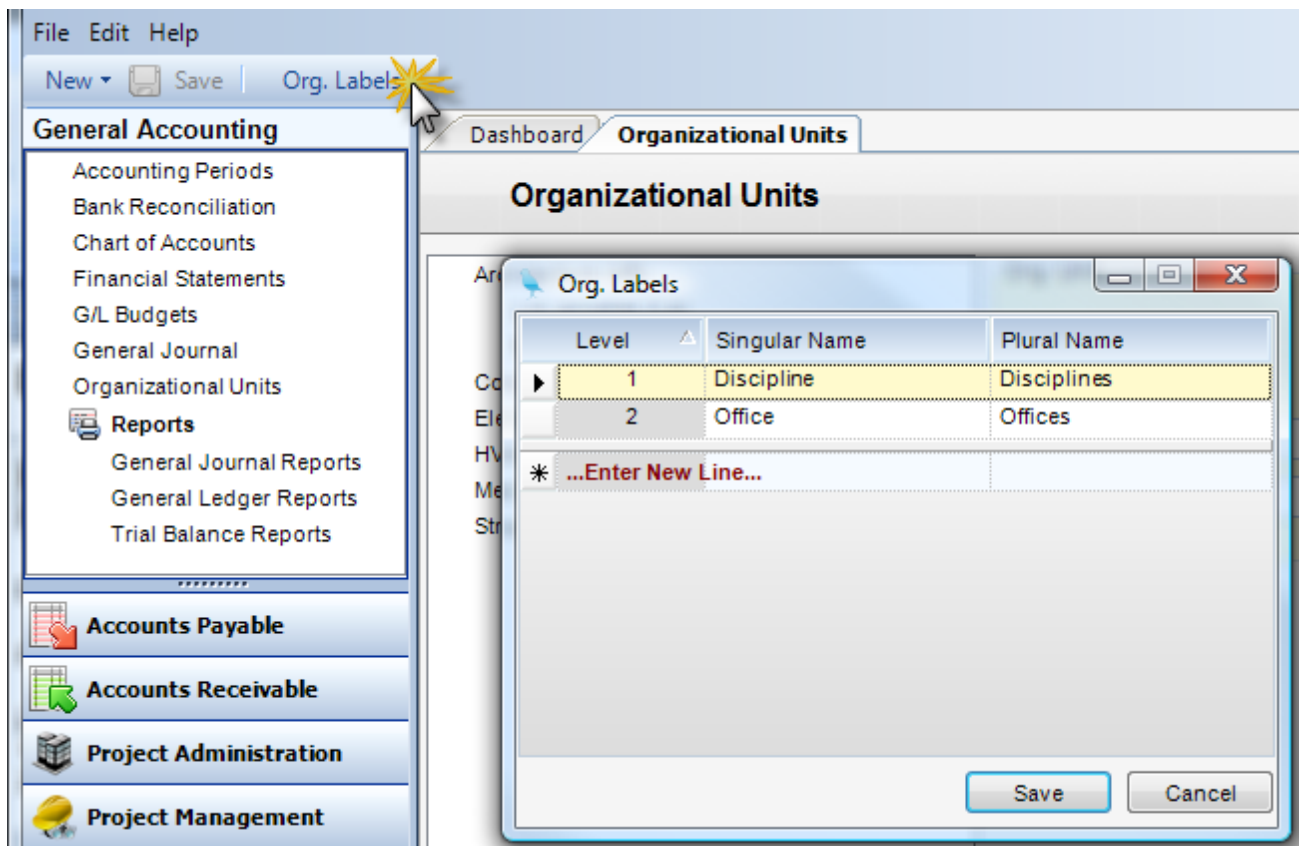 File Edit Help
New Save Org. Labels
General Accounting
Accounting Periods
Bank Reconciliation
Chart of Accounts
Financial Statements
G/L Budgets
General Journal
Organizational Units
Reports
General Journal Reports
General Ledger Reports
Trial Balance Reports
Accounts Payable
Accounts Receivable
Project Administration
Project Management
Dashboard Organizational Units
Organizational Units
Org. Labels
Level Singular Name Plural Name
1 Discipline Disciplines
2 Office Offices
...Enter New Line...
Save Cancel